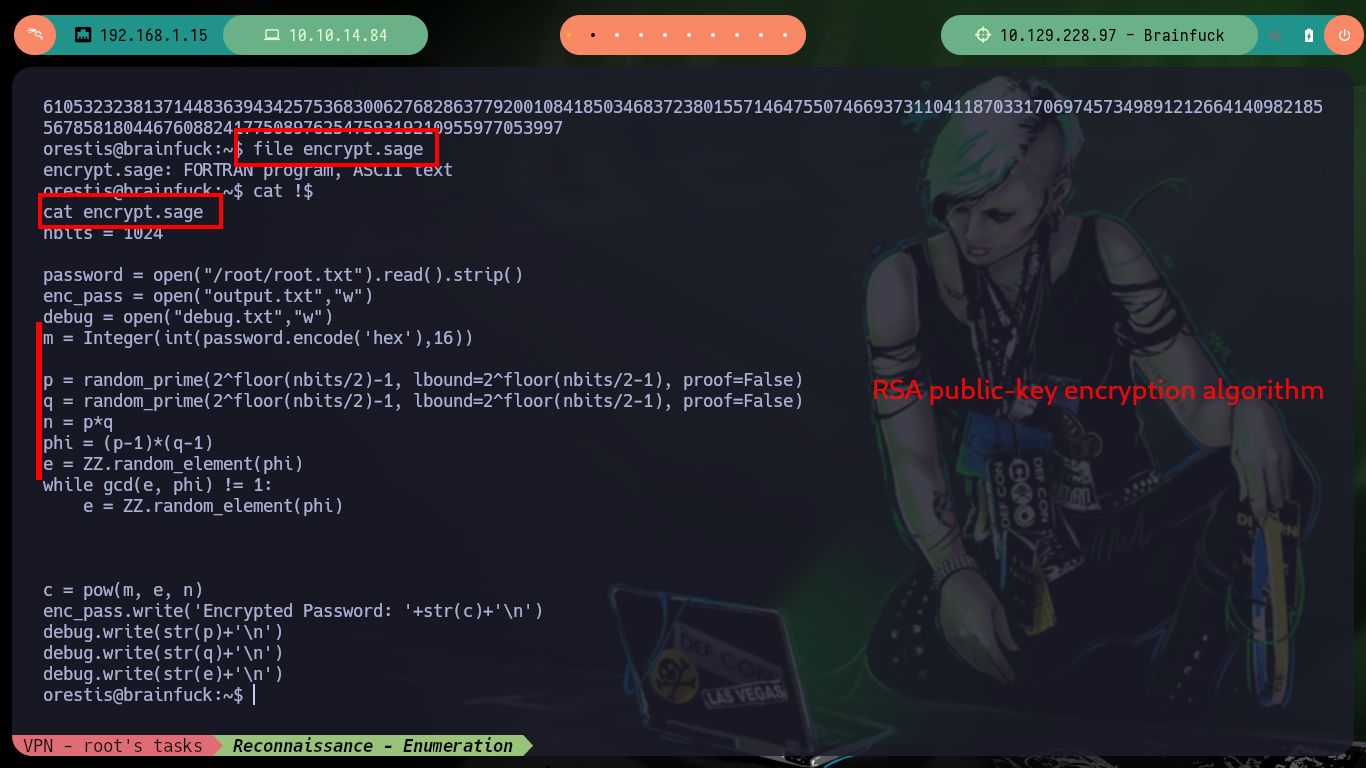 192.168.1.15
10.10.14.84
10.129.228.97 - Brainfuck
61053232381371448363943425753683006276828637792001084185034683723801557146475507466937311041187033170697457349891212664140982185
5678581804467608824177508976254759319210955977053997
orestis@brainfuck:~$ file encrypt.sage
encrypt.sage: FORTRAN program, ASCII text
orestis@brainfuck:~$ cat !$
cat encrypt.sage
nbits = 1024
password = open("/root/root.txt").read().strip()
enc_pass = open("output.txt","w")
debug = open("debug.txt","w")
m = Integer(int(password.encode('hex'),16))
p = random_prime(2^floor(nbits/2)-1, lbound=2^floor(nbits/2-1), proof=False)
q = random_prime(2^floor(nbits/2)-1, lbound=2^floor(nbits/2-1), proof=False)
RSA public-key encryption algorithm
n = p*q
phi = (p-1)*(q-1)
e = ZZ.random_element(phi)
while gcd(e, phi) != 1:
    e = ZZ.random_element(phi)
c = pow(m, e, n)
enc_pass.write('Encrypted Password: '+str(c)+'\n')
debug.write(str(p)+'\n')
debug.write(str(q)+'\n')
debug.write(str(e)+'\n')
orestis@brainfuck:~$
DEF CON
LAS VEGAS
VPN - root's tasks
Reconnaissance - Enumeration